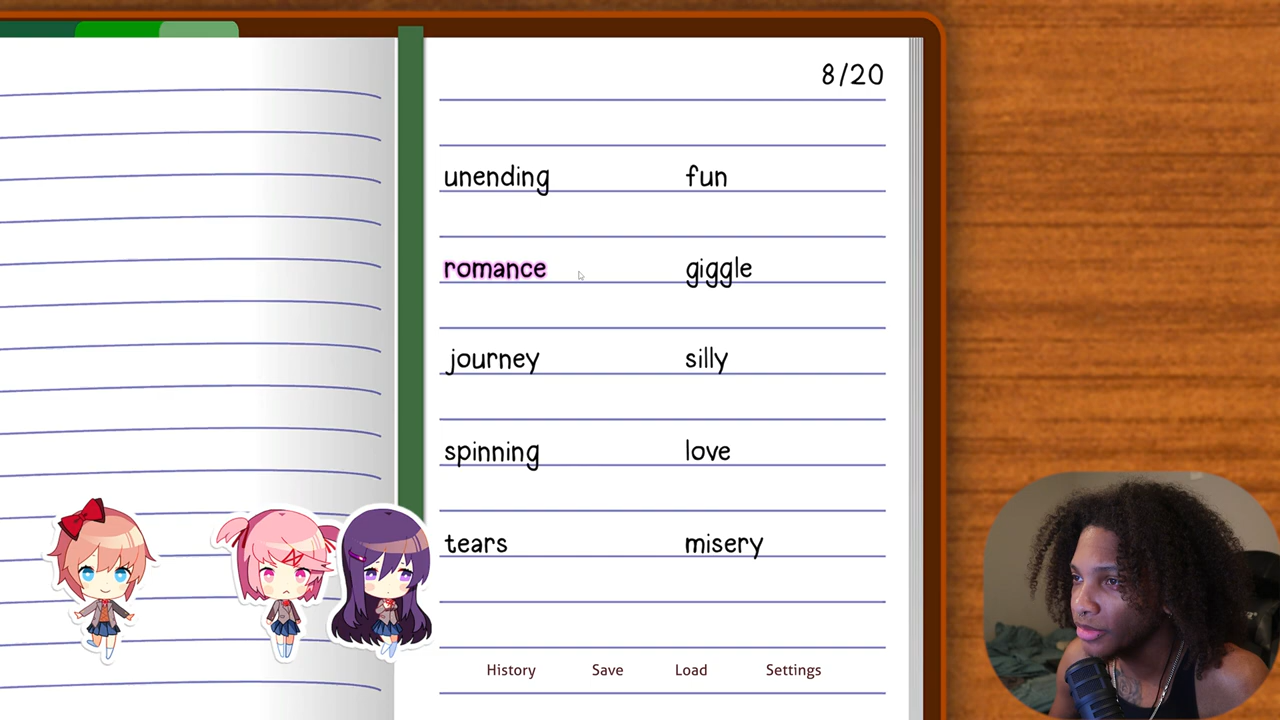 8/20
unending fun
romance giggle
journey silly
spinning love
tears misery
History Save Load Settings